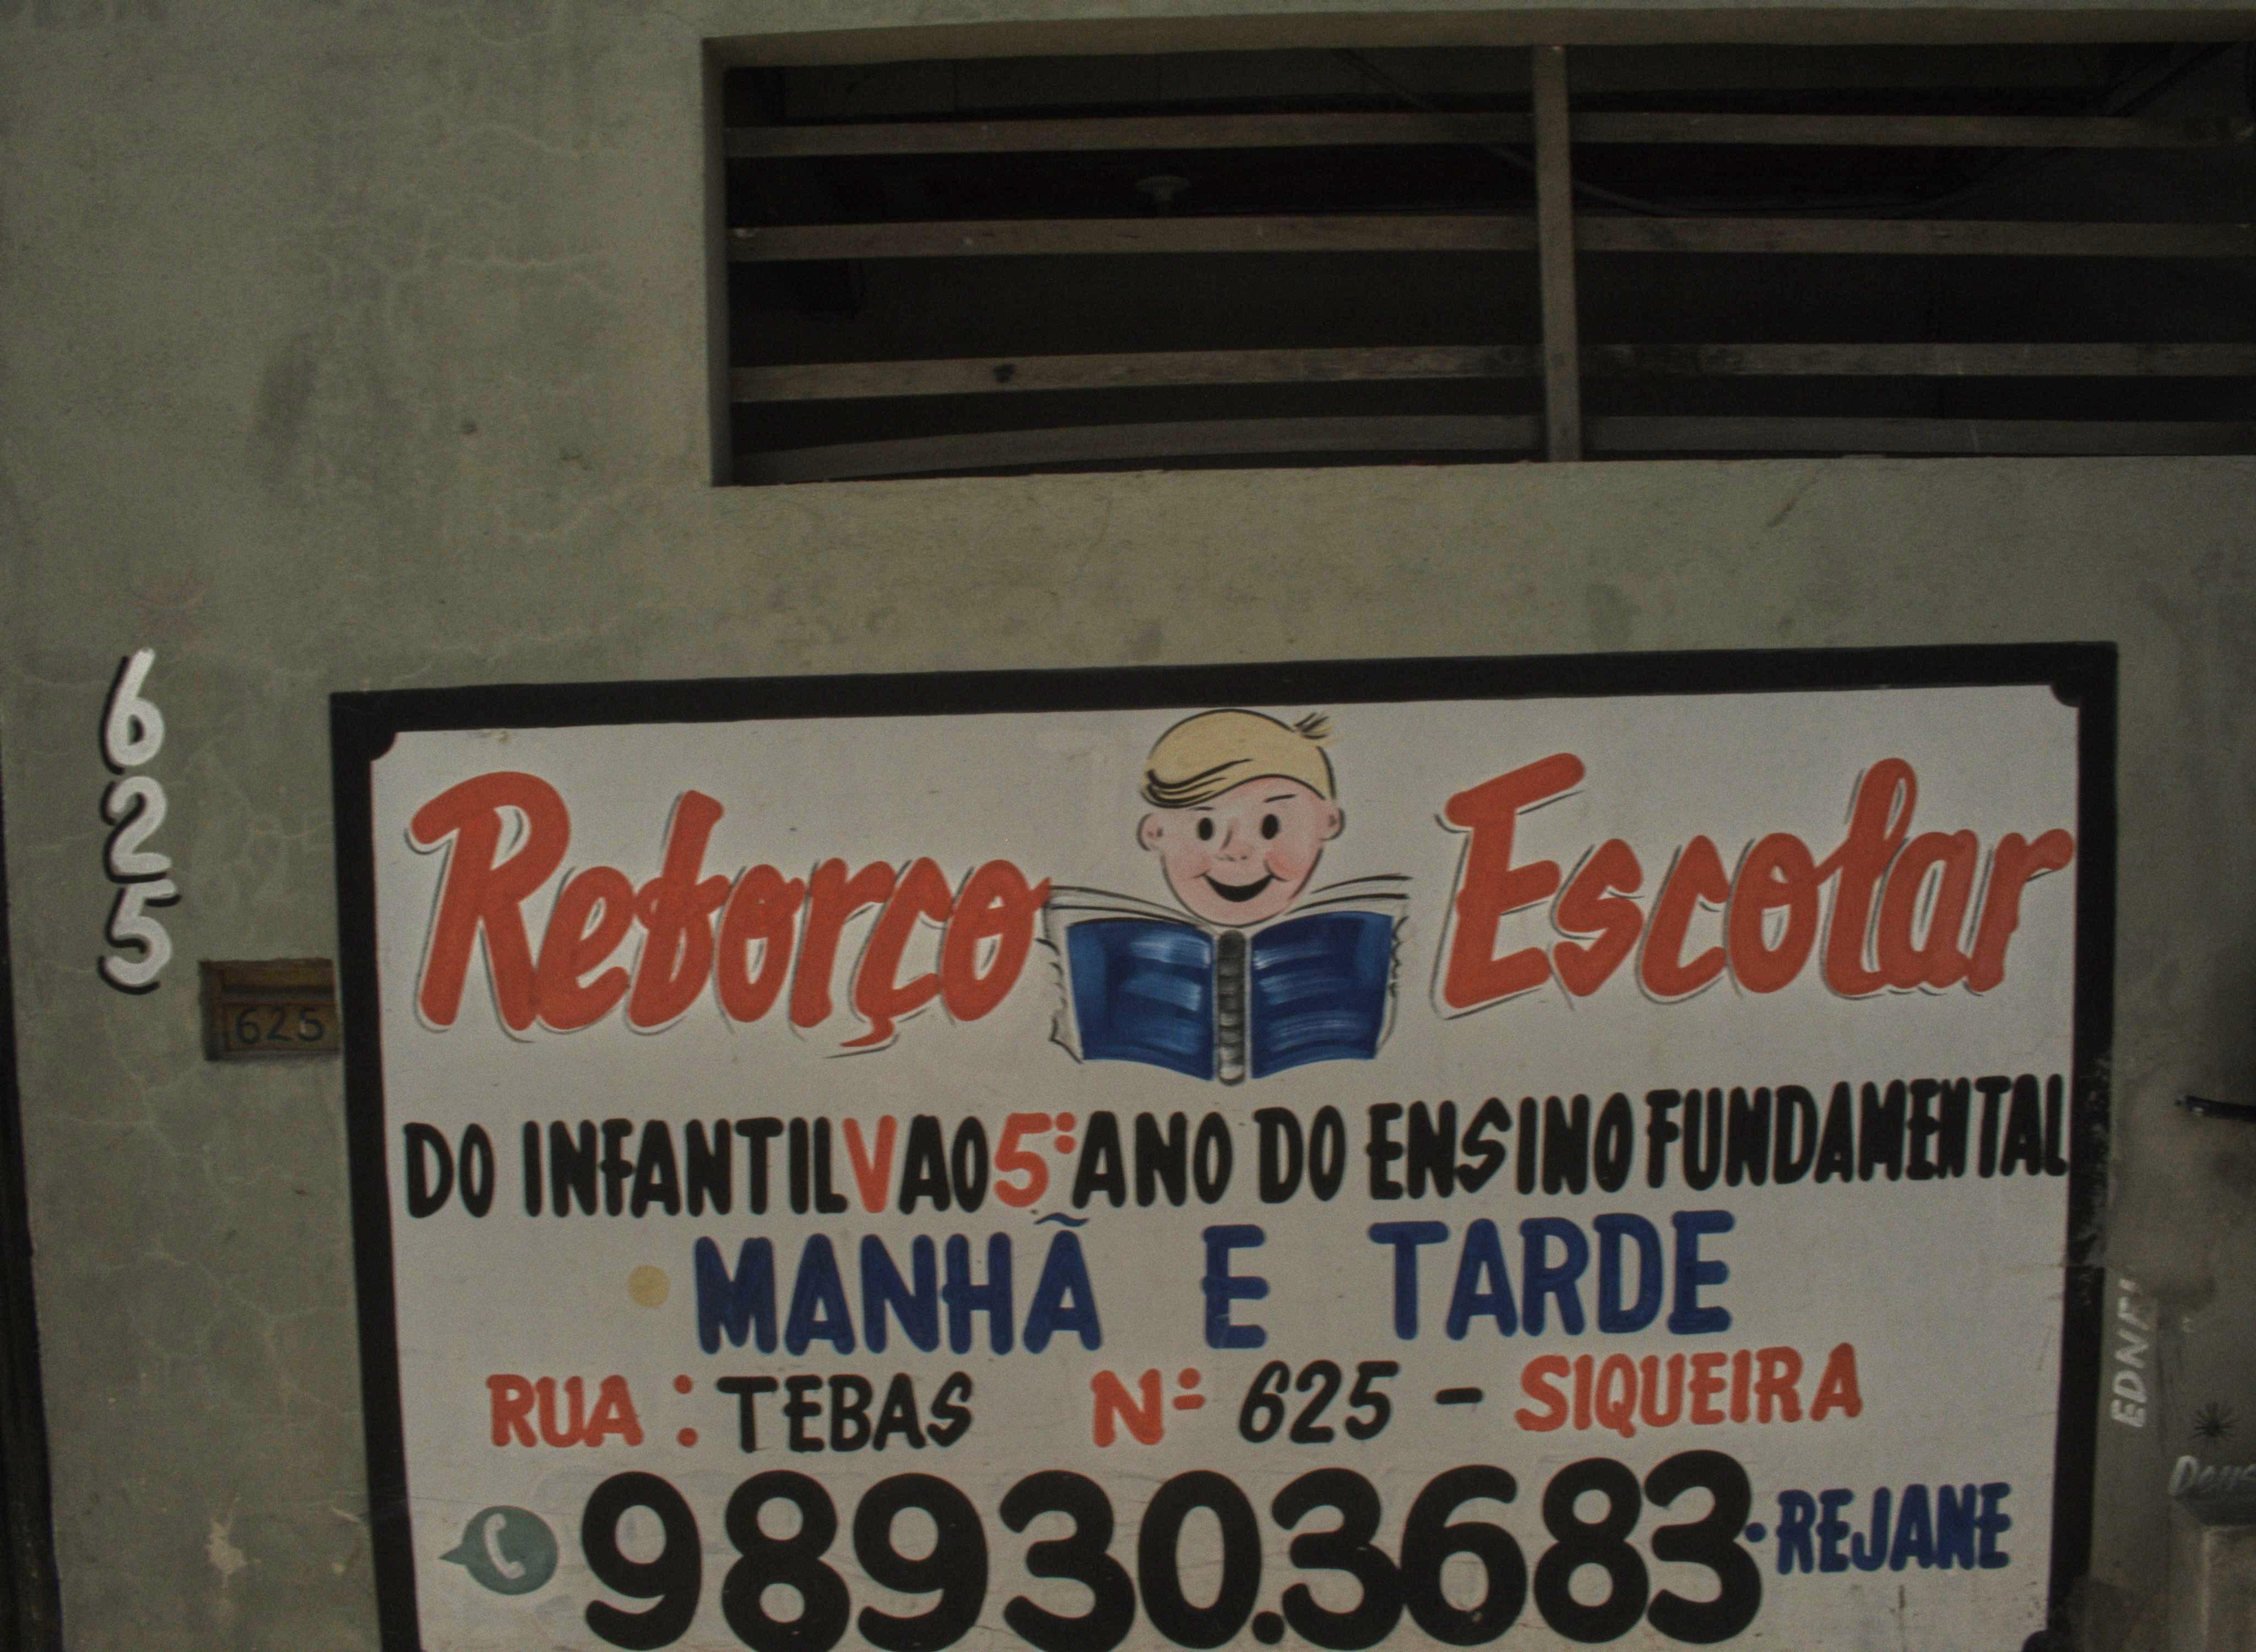 625
625
Reforço Escolar
DO INFANTIL V AO 5º ANO DO ENSINO FUNDAMENTAL
MANHÃ E TARDE
RUA: TEBAS Nº 625 - SIQUEIRA
98930.3683 · REJANE